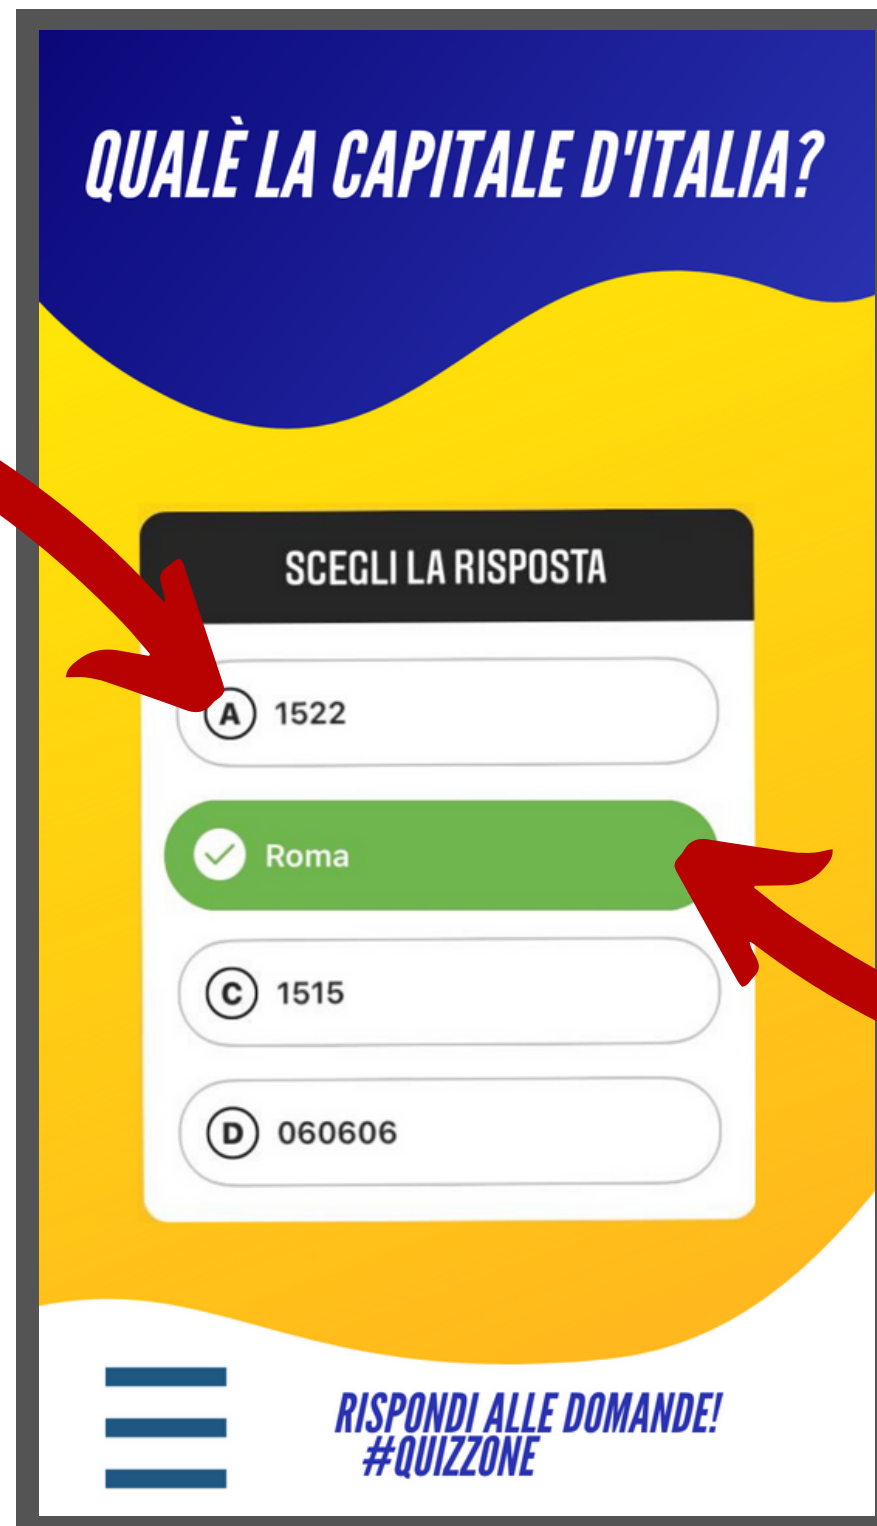 QUALÈ LA CAPITALE D'ITALIA?
SCEGLI LA RISPOSTA
A 1522
Roma
C 1515
D 060606
RISPONDI ALLE DOMANDE!
#QUIZZONE